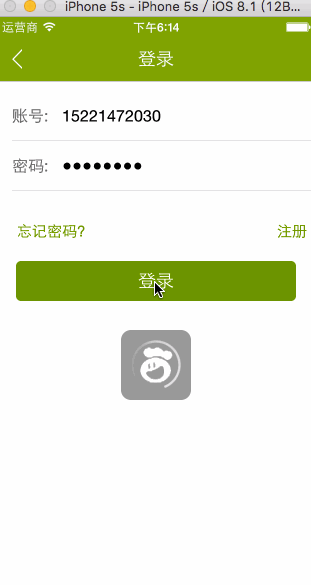 iPhone 5s - iPhone 5s / iOS 8.1 (12B...
运营商 下午6:14
登录
账号: 15221472030
密码: ●●●●●●●●
忘记密码? 注册
登录